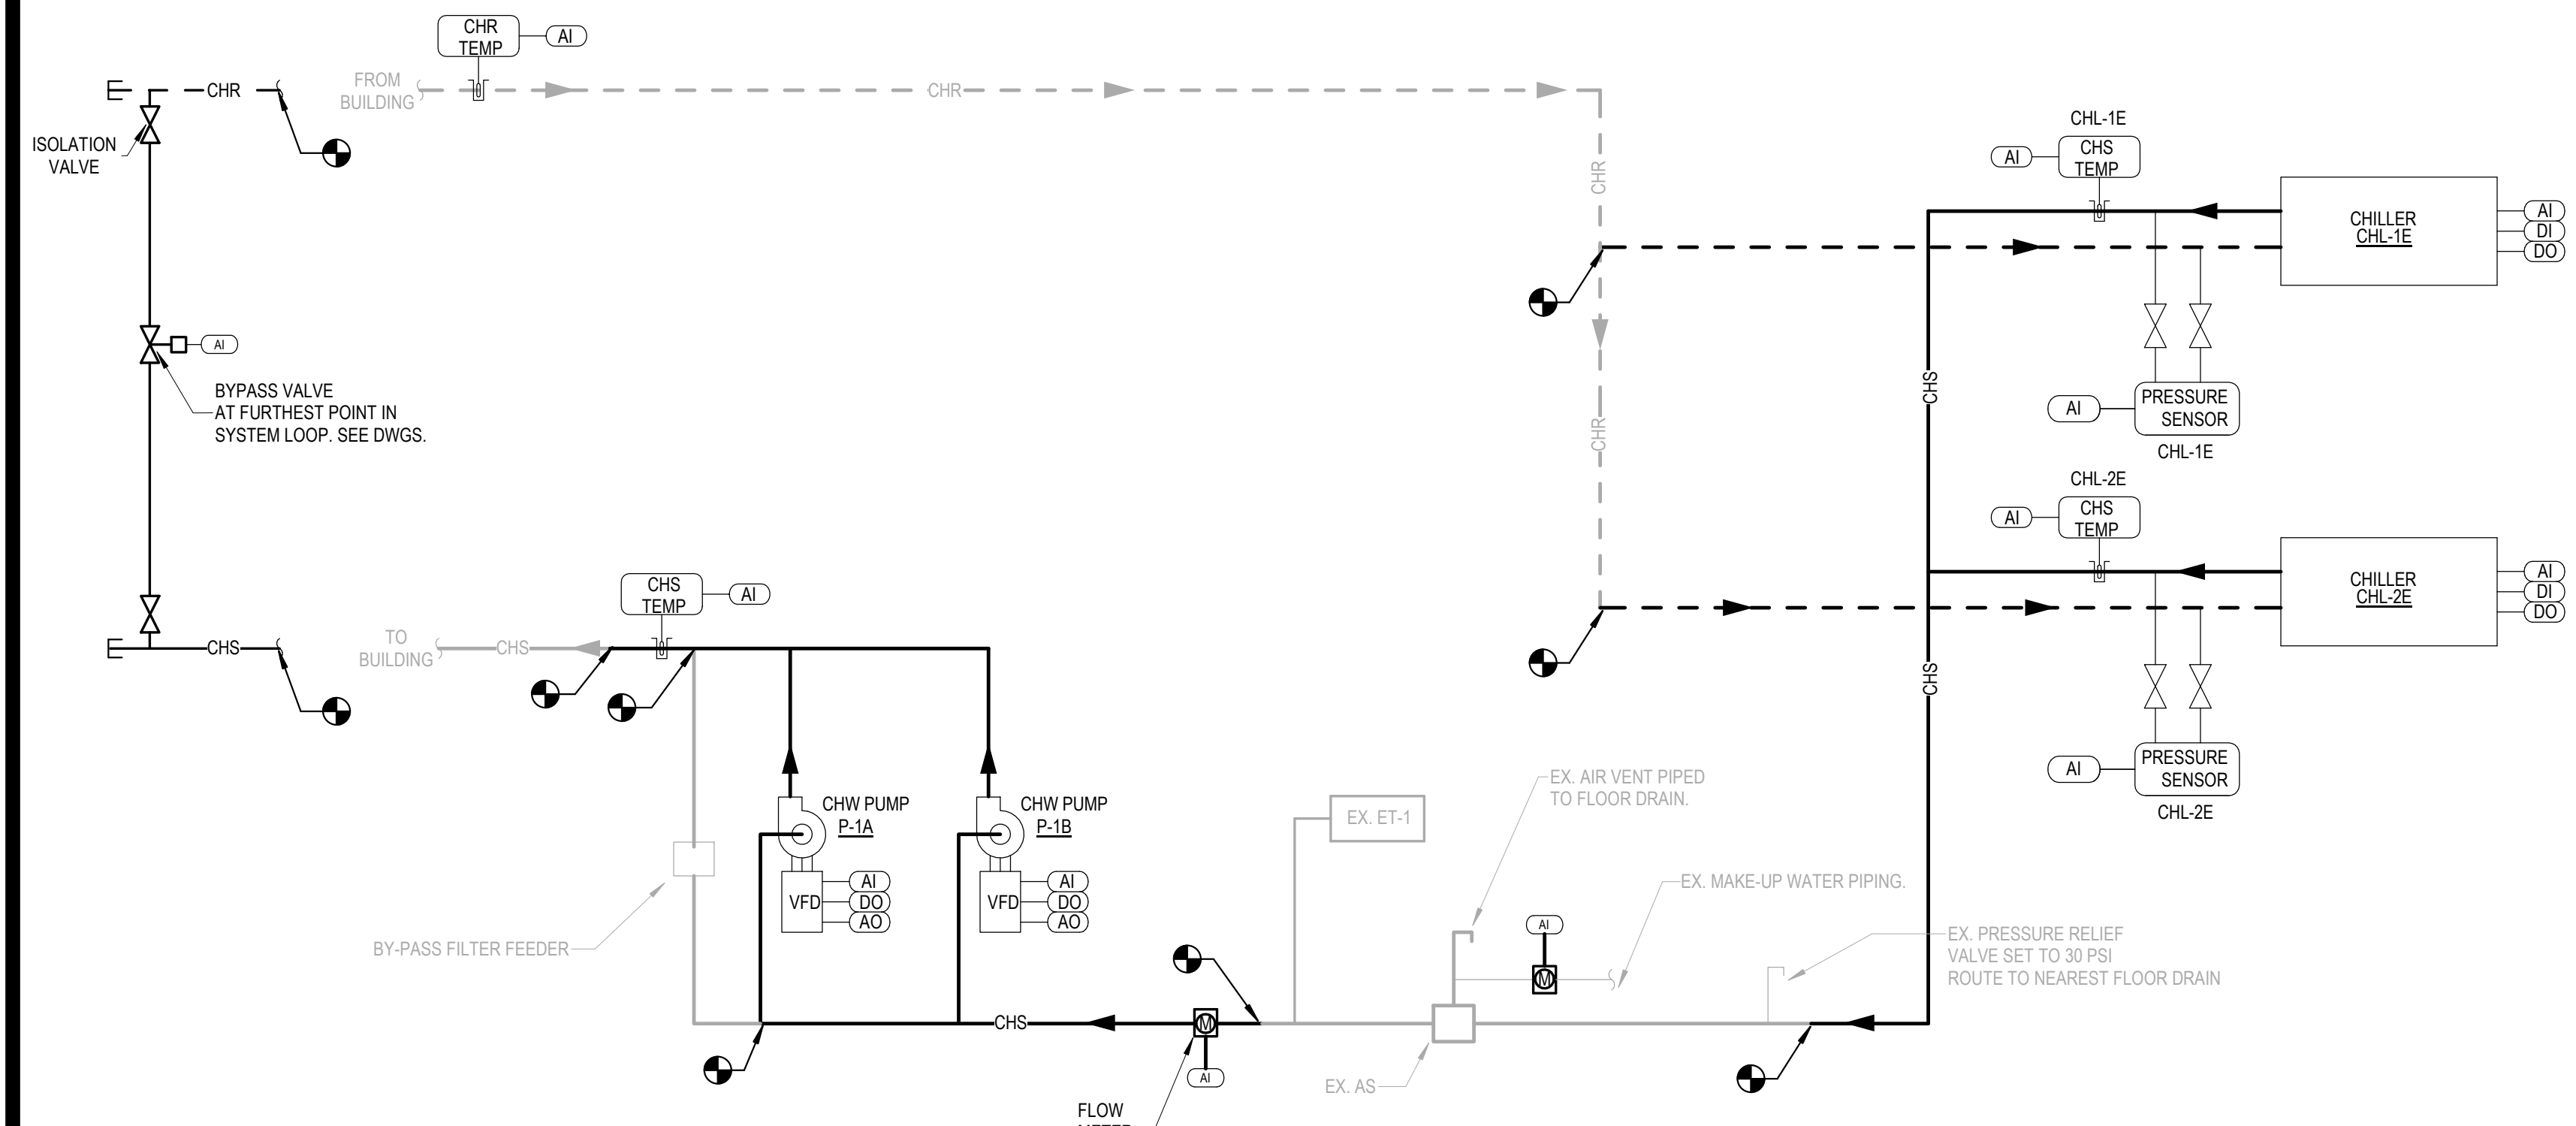 CHR
TEMP
AI
CHR
FROM
BUILDING
CHR
ISOLATION
VALVE
CHR
CHR
CHL-1E
CHS
TEMP
AI
CHILLER
CHL-1E
AI
DI
DO
AI
BYPASS VALVE
AT FURTHEST POINT IN
SYSTEM LOOP. SEE DWGS.
CHS
PRESSURE
SENSOR
AI
CHL-1E
CHL-2E
CHS
TEMP
AI
CHILLER
CHL-2E
AI
DI
DO
CHS
TEMP
AI
CHS
TO
BUILDING
CHS
CHS
PRESSURE
SENSOR
AI
CHL-2E
CHW PUMP
P-1A
VFD
AI
DO
AO
CHW PUMP
P-1B
VFD
AI
DO
AO
BY-PASS FILTER FEEDER
EX. ET-1
EX. AIR VENT PIPED
TO FLOOR DRAIN.
EX. MAKE-UP WATER PIPING.
AI
M
EX. PRESSURE RELIEF
VALVE SET TO 30 PSI
ROUTE TO NEAREST FLOOR DRAIN
CHS
M
AI
EX. AS
FLOW
METER